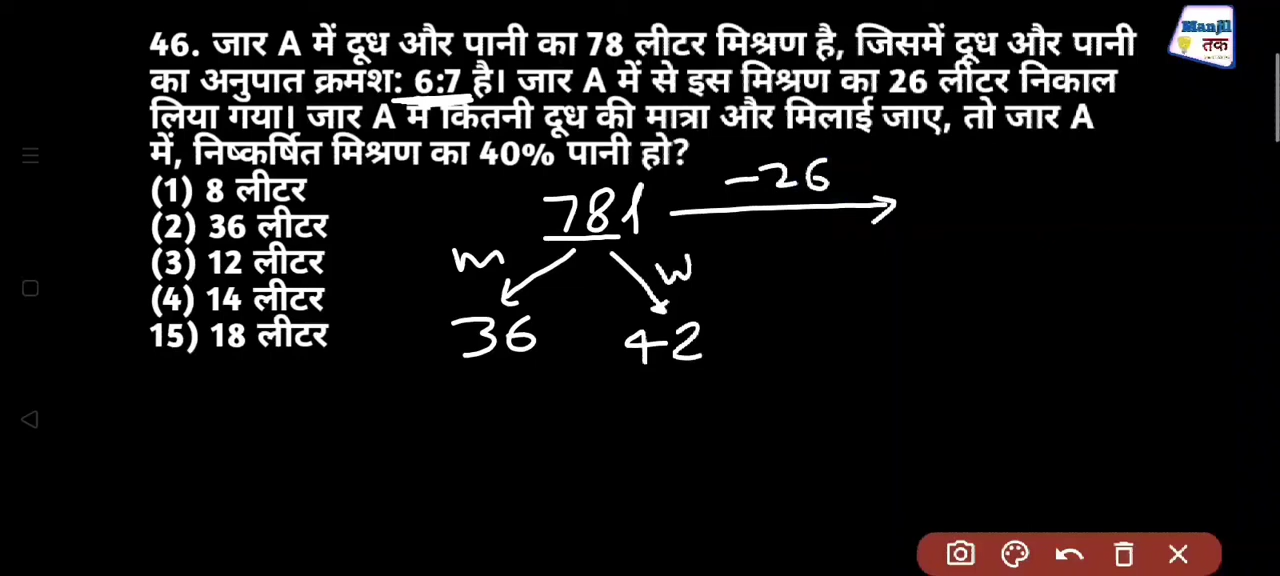 46. जार A में दूध और पानी का 78 लीटर मिश्रण है, जिसमें दूध और पानी
का अनुपात क्रमश: 6:7 है। जार A में से इस मिश्रण का 26 लीटर निकाल
लिया गया। जार A में कितनी दूध की मात्रा और मिलाई जाए, तो जार A
में, निष्कर्षित मिश्रण का 40% पानी हो?
(1) 8 लीटर
(2) 36 लीटर
(3) 12 लीटर
(4) 14 लीटर
15) 18 लीटर
78l
-26
m
w
36
42
Manjil
तक